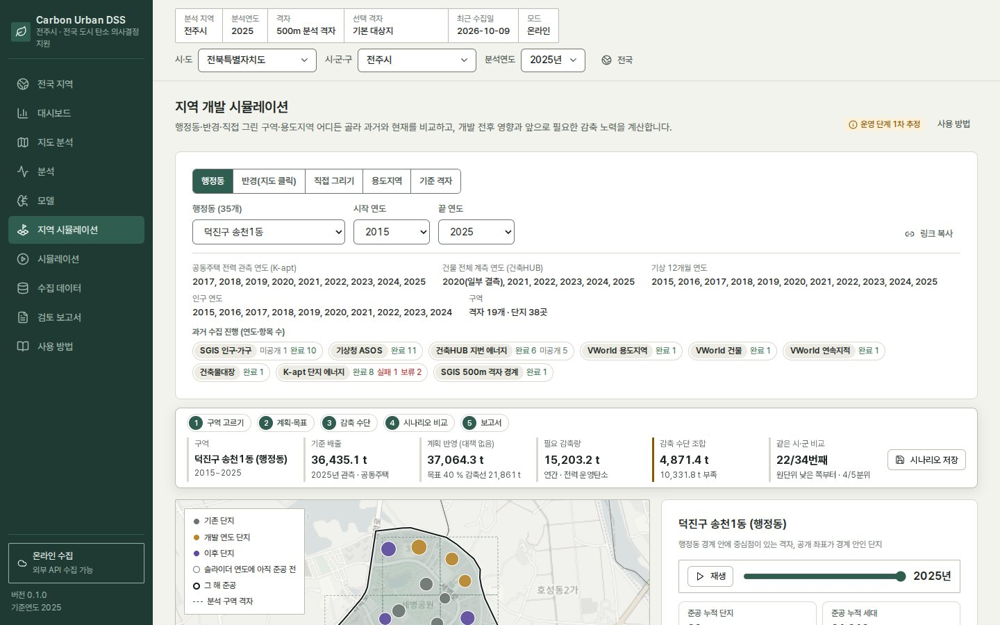 Carbon Urban DSS
전주시 · 전국 도시 탄소 의사결정
지원
전국 지역
대시보드
지도 분석
분석
모델
지역 시뮬레이션
시뮬레이션
수집 데이터
검토 보고서
사용 방법
온라인 수집
외부 API 수집 가능
버전 0.1.0
기준연도 2025
분석 지역 분석연도 격자 선택 격자 최근 수집일 모드
전주시 2025 500m 분석 격자 기본 대상지 2026-10-09 온라인
시·도 전북특별자치도 시·군·구 전주시 분석연도 2025년 전국
지역 개발 시뮬레이션
행정동·반경·직접 그린 구역·용도지역 어디든 골라 과거와 현재를 비교하고, 개발 전후 영향과 앞으로 필요한 감축 노력을 계산합니다.
운영 단계 1차 추정 사용 방법
행정동 반경(지도 클릭) 직접 그리기 용도지역 기준 격자
행정동 (35개) 시작 연도 끝 연도
덕진구 송천1동 2015 2025 링크 복사
공동주택 전력 관측 연도 (K-apt) 건물 전체 계측 연도 (건축HUB) 기상 12개월 연도
2017, 2018, 2019, 2020, 2021, 2022, 2023, 2024, 2025 2020(일부 결측), 2021, 2022, 2023, 2024, 2025 2015, 2016, 2017, 2018, 2019, 2020, 2021, 2022, 2023, 2024, 2025
인구 연도 구역
2015, 2016, 2017, 2018, 2019, 2020, 2021, 2022, 2023, 2024 격자 19개 · 단지 38곳
과거 수집 진행 (연도·항목 수)
SGIS 인구·가구 미공개 1 완료 10 기상청 ASOS 완료 11 건축HUB 지번 에너지 완료 6 미공개 5 VWorld 용도지역 완료 1 VWorld 건물 완료 1 VWorld 연속지적 완료 1
건축물대장 완료 1 K-apt 단지 에너지 완료 8 실패 1 보류 2 SGIS 500m 격자 경계 완료 1
1 구역 고르기 2 계획·목표 3 감축 수단 4 시나리오 비교 5 보고서
구역 기준 배출 계획 반영 (대책 없음) 필요 감축량 감축 수단 조합 같은 시·군 비교
덕진구 송천1동 (행정동) 36,435.1 t 37,064.3 t 15,203.2 t 4,871.4 t 22/34번째
2015~2025 2025년 관측 · 공동주택 목표 40 % 감축선 21,861 t 연간 · 전력 운영탄소 10,331.8 t 부족 원단위 낮은 쪽부터 · 4/5분위
시나리오 저장
기존 단지
개발 연도 단지
이후 단지
슬라이더 연도에 아직 준공 전
그 해 준공
분석 구역 격자
세병로
세병공원
호성동2가
덕진구 송천1동 (행정동)
행정동 경계 안에 중심점이 있는 격자, 공개 좌표가 경계 안인 단지
재생 2025년
준공 누적 단지 준공 누적 세대